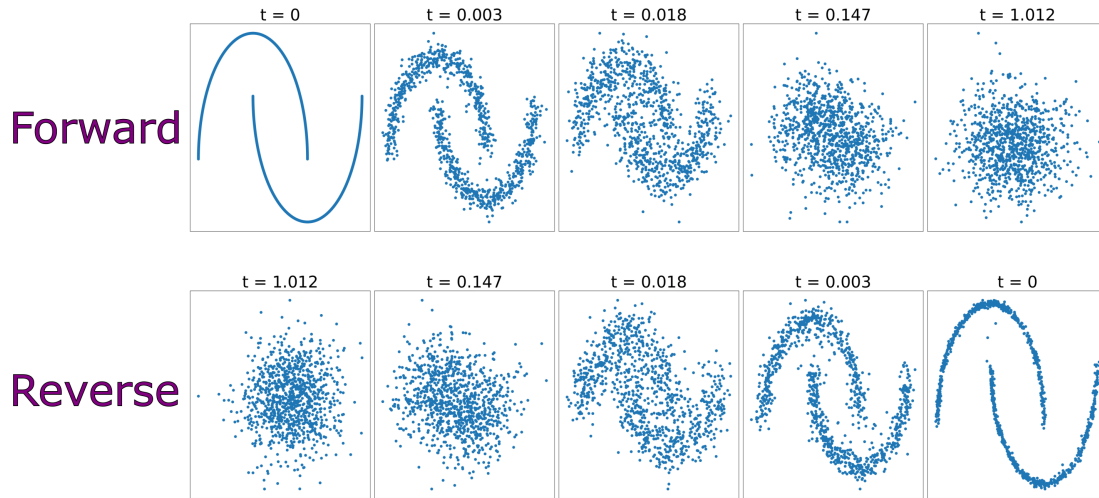 t = 0 t = 0.003 t = 0.018 t = 0.147 t = 1.012
Forward
t = 1.012 t = 0.147 t = 0.018 t = 0.003 t = 0
Reverse